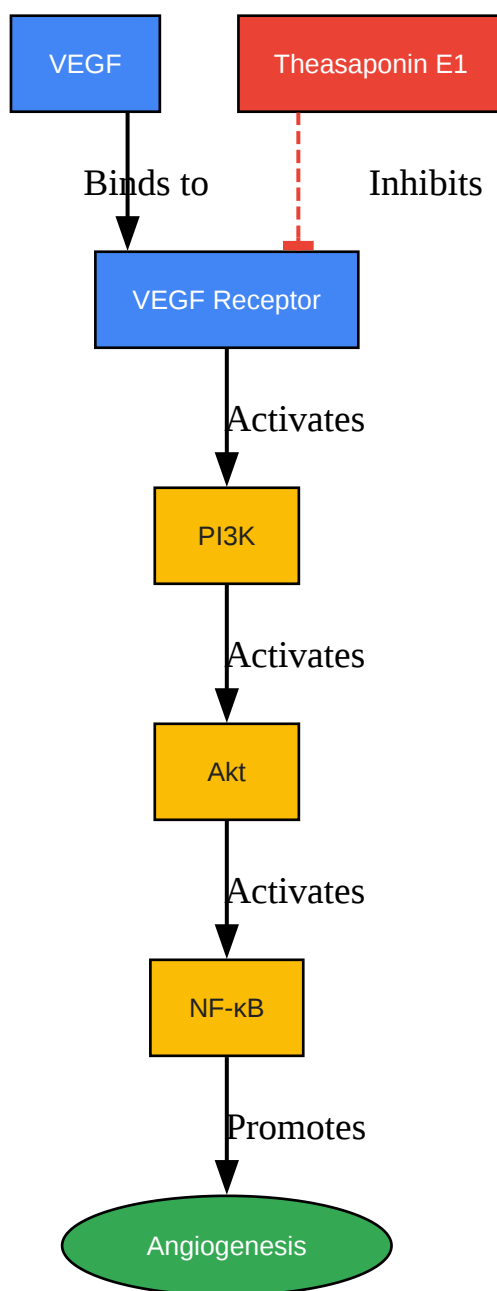 VEGF
Theasaponin E1
Binds to
Inhibits
VEGF Receptor
Activates
PI3K
Activates
Akt
Activates
NF-κB
Promotes
Angiogenesis